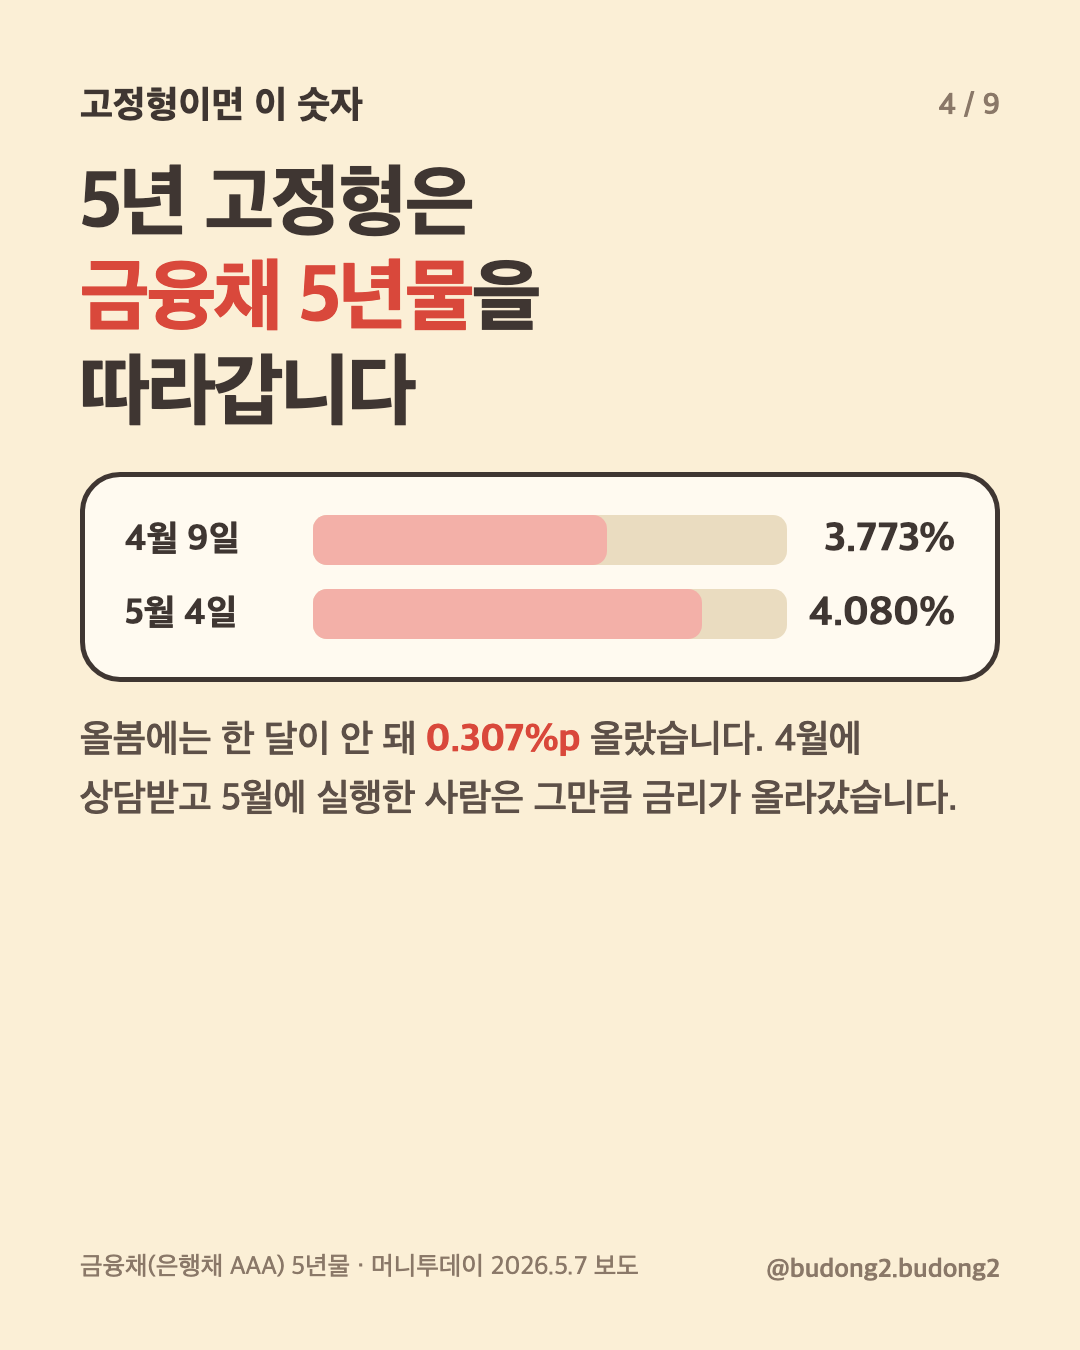 고정형이면 이 숫자
4 / 9
5년 고정형은
금융채 5년물을
따라갑니다
4월 9일 3.773%
5월 4일 4.080%
올봄에는 한 달이 안 돼 0.307%p 올랐습니다. 4월에
상담받고 5월에 실행한 사람은 그만큼 금리가 올라갔습니다.
금융채(은행채 AAA) 5년물 · 머니투데이 2026.5.7 보도
@budong2.budong2